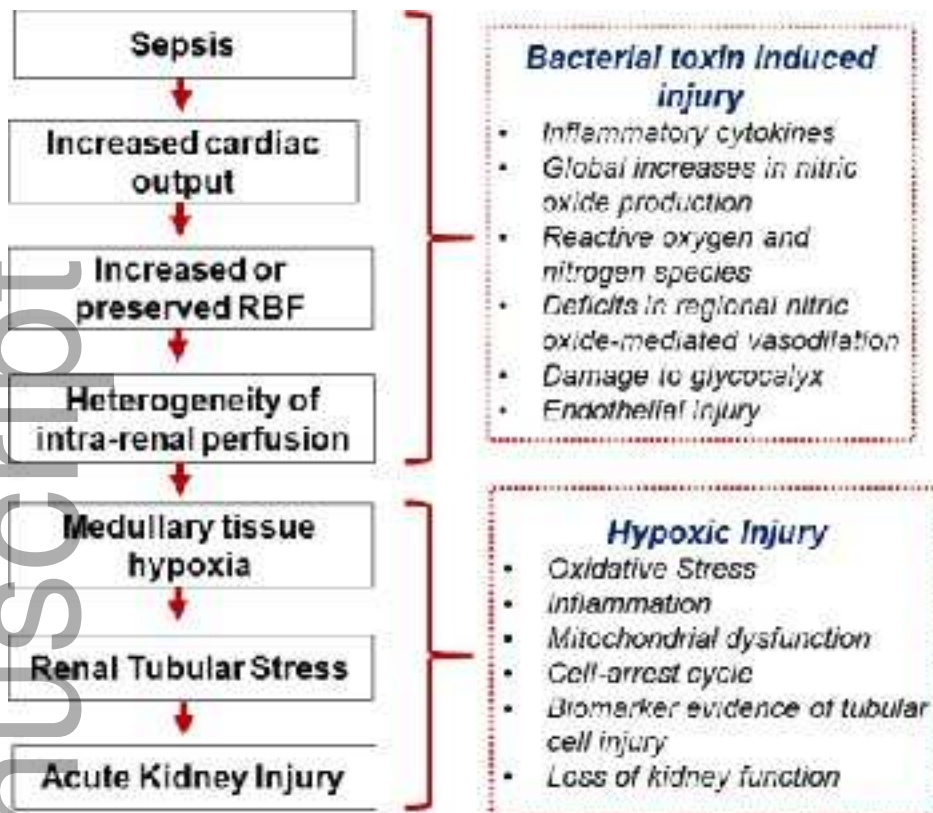 Sepsis
Increased cardiac
output
Increased or
preserved RBF
Heterogeneity of
intra-renal perfusion
Medullary tissue
hypoxia
Renal Tubular Stress
Acute Kidney Injury
Bacterial toxin induced
injury
• Inflammatory cytokines
• Global increases in nitric
oxide production
• Reactive oxygen and
nitrogen species
• Deficits in regional nitric
oxide-mediated vasodilation
• Damage to glycocalyx
• Endothelial injury
Hypoxic Injury
• Oxidative Stress
• Inflammation
• Mitochondrial dysfunction
• Cell-arrest cycle
• Biomarker evidence of tubular
cell injury
• Loss of kidney function
nuscript